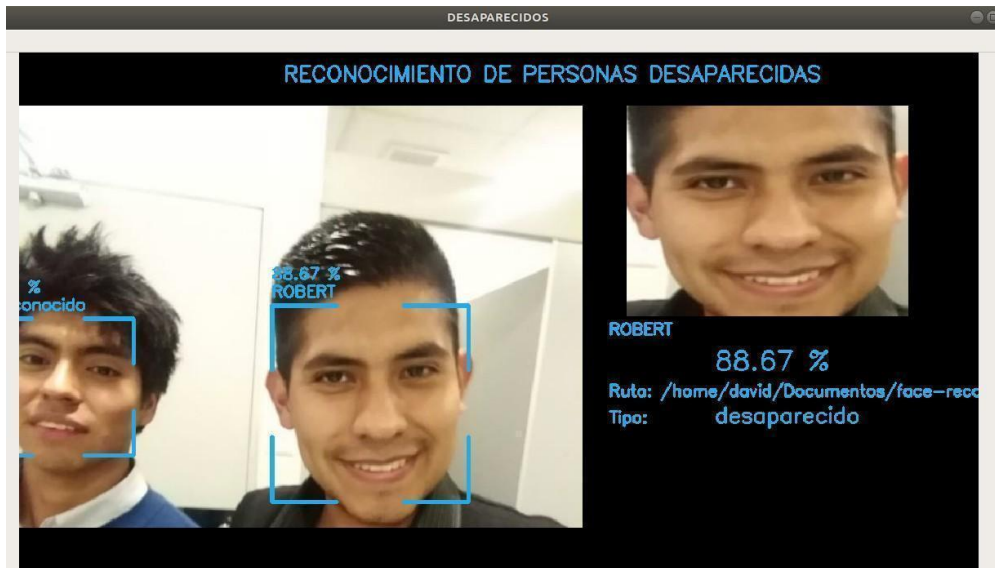 DESAPARECIDOS
RECONOCIMIENTO DE PERSONAS DESAPARECIDAS
%
conocido
88.67 %
ROBERT
ROBERT
88.67 %
Ruta: /home/david/Documentos/face-reco
Tipo: desaparecido